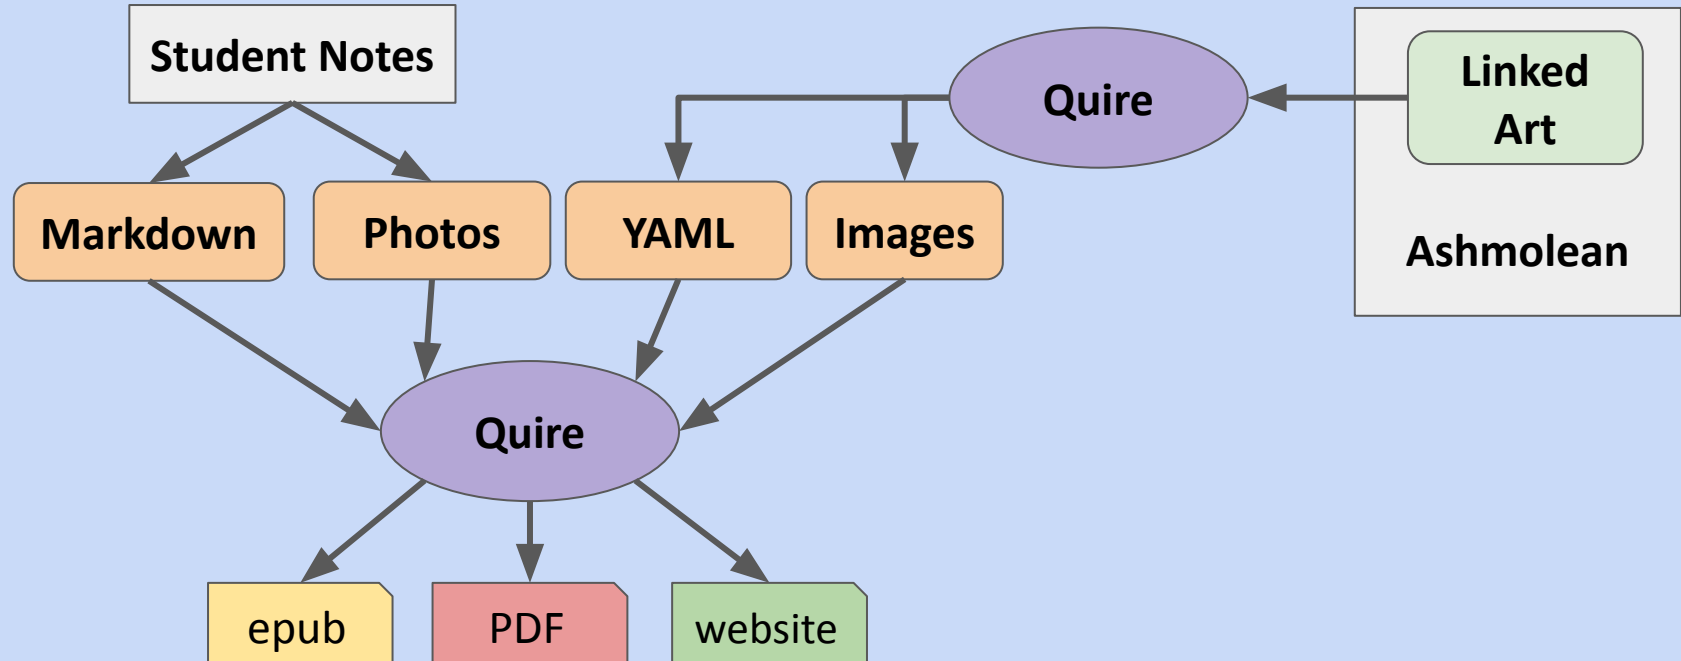 Student Notes
Quire
Linked
Art
Markdown
Photos
YAML
Images
Ashmolean
Quire
epub
PDF
website